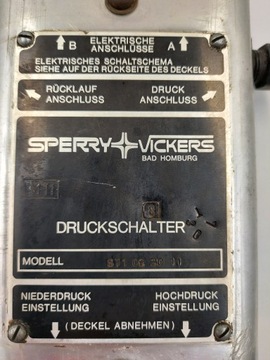 B ELEKTRISCHE A
ANSCHLÜSSE
ELEKTRISCHES SCHALTSCHEMA
SIEHE AUF DER RÜCKSEITE DES DECKELS
RÜCKLAUF DRUCK
ANSCHLUSS ANSCHLUSS
SPERRY VICKERS
BAD HOMBURG
DRUCKSCHALTER
MODELL
NIEDERDRUCK HOCHDRUCK
EINSTELLUNG EINSTELLUNG
(DECKEL ABNEHMEN)